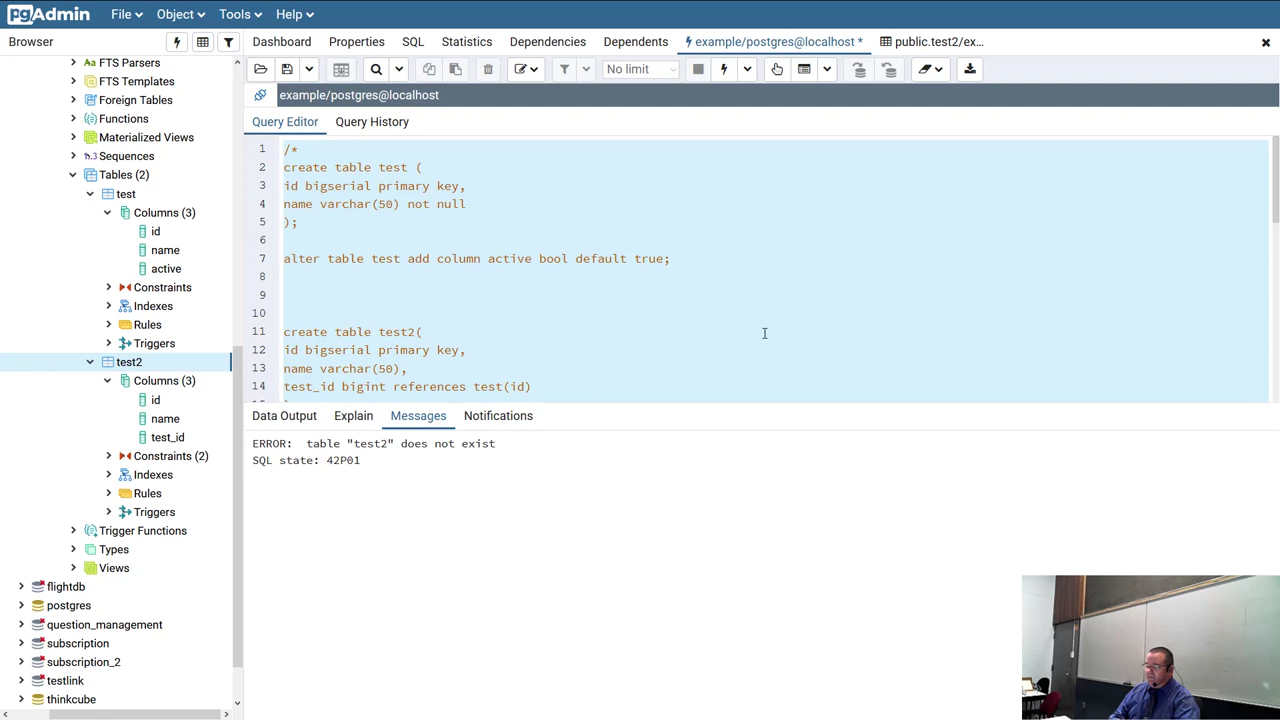 pgAdmin File Object Tools Help
Browser
Dashboard Properties SQL Statistics Dependencies Dependents example/postgres@localhost * public.test2/ex...
No limit
example/postgres@localhost
Query Editor Query History
FTS Parsers
FTS Templates
Foreign Tables
Functions
Materialized Views
1..3 Sequences
Tables (2)
test
Columns (3)
id
name
active
Constraints
Indexes
Rules
Triggers
test2
Columns (3)
id
name
test_id
Constraints (2)
Indexes
Rules
Triggers
Trigger Functions
Types
Views
flightdb
postgres
question_management
subscription
subscription_2
testlink
thinkcube
1 /*
2 create table test (
3 id bigserial primary key,
4 name varchar(50) not null
5 );
6
7 alter table test add column active bool default true;
8
9
10
11 create table test2(
12 id bigserial primary key,
13 name varchar(50),
14 test_id bigint references test(id)
Data Output Explain Messages Notifications
ERROR:  table "test2" does not exist
SQL state: 42P01